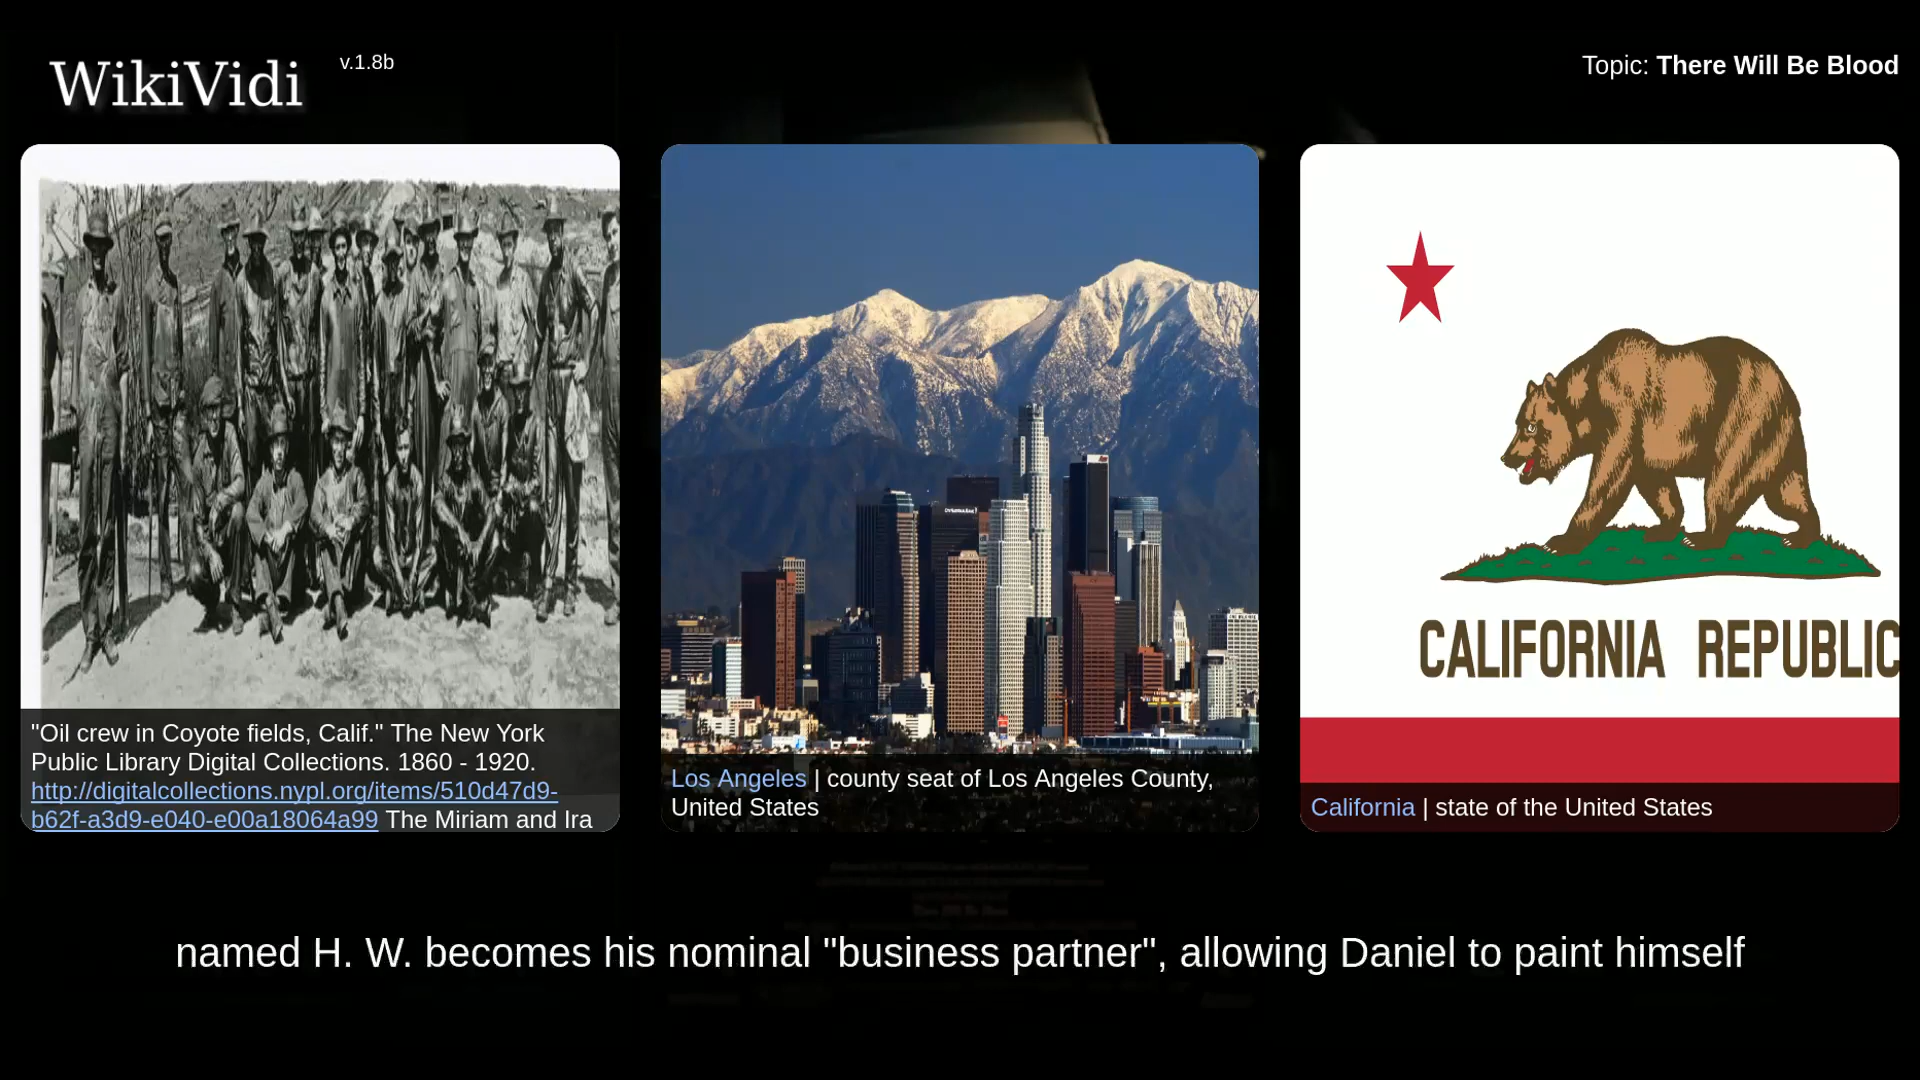 WikiVidi
v.1.8b
Topic: There Will Be Blood
"Oil crew in Coyote fields, Calif." The New York
Public Library Digital Collections. 1860 - 1920.
http://digitalcollections.nypl.org/items/510d47d9-
b62f-a3d9-e040-e00a18064a99 The Miriam and Ira
Los Angeles | county seat of Los Angeles County,
United States
CALIFORNIA REPUBLIC
California | state of the United States
named H. W. becomes his nominal "business partner", allowing Daniel to paint himself